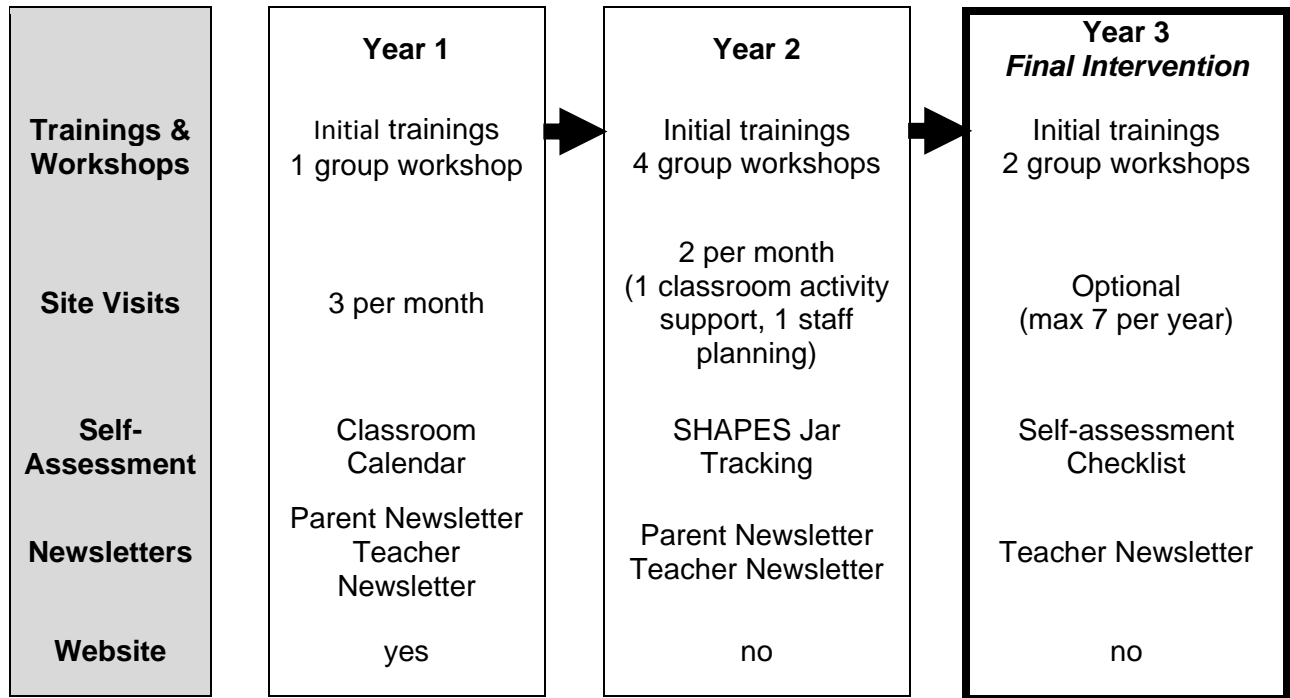 Year 1
Year 2
Year 3
Final Intervention
Trainings &
Workshops
Initial trainings
1 group workshop
Initial trainings
4 group workshops
Initial trainings
2 group workshops
Site Visits
3 per month
2 per month
(1 classroom activity
support, 1 staff
planning)
Optional
(max 7 per year)
Self-
Assessment
Classroom
Calendar
SHAPES Jar
Tracking
Self-assessment
Checklist
Newsletters
Parent Newsletter
Teacher
Newsletter
Parent Newsletter
Teacher Newsletter
Teacher Newsletter
Website
yes
no
no